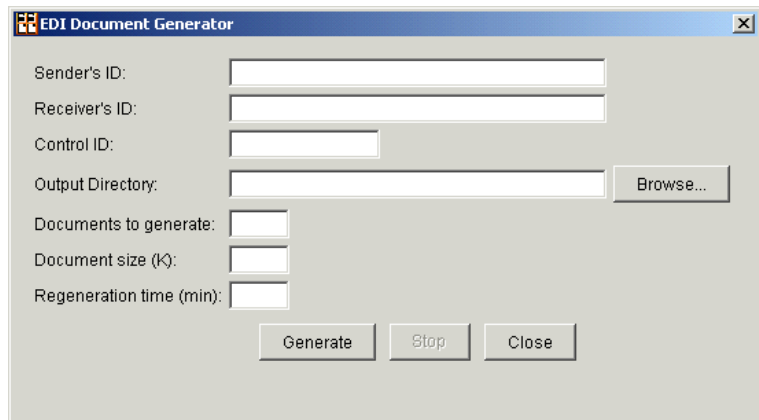 EDI Document Generator
Sender's ID:
Receiver's ID:
Control ID:
Output Directory: Browse...
Documents to generate:
Document size (K):
Regeneration time (min):
Generate Stop Close